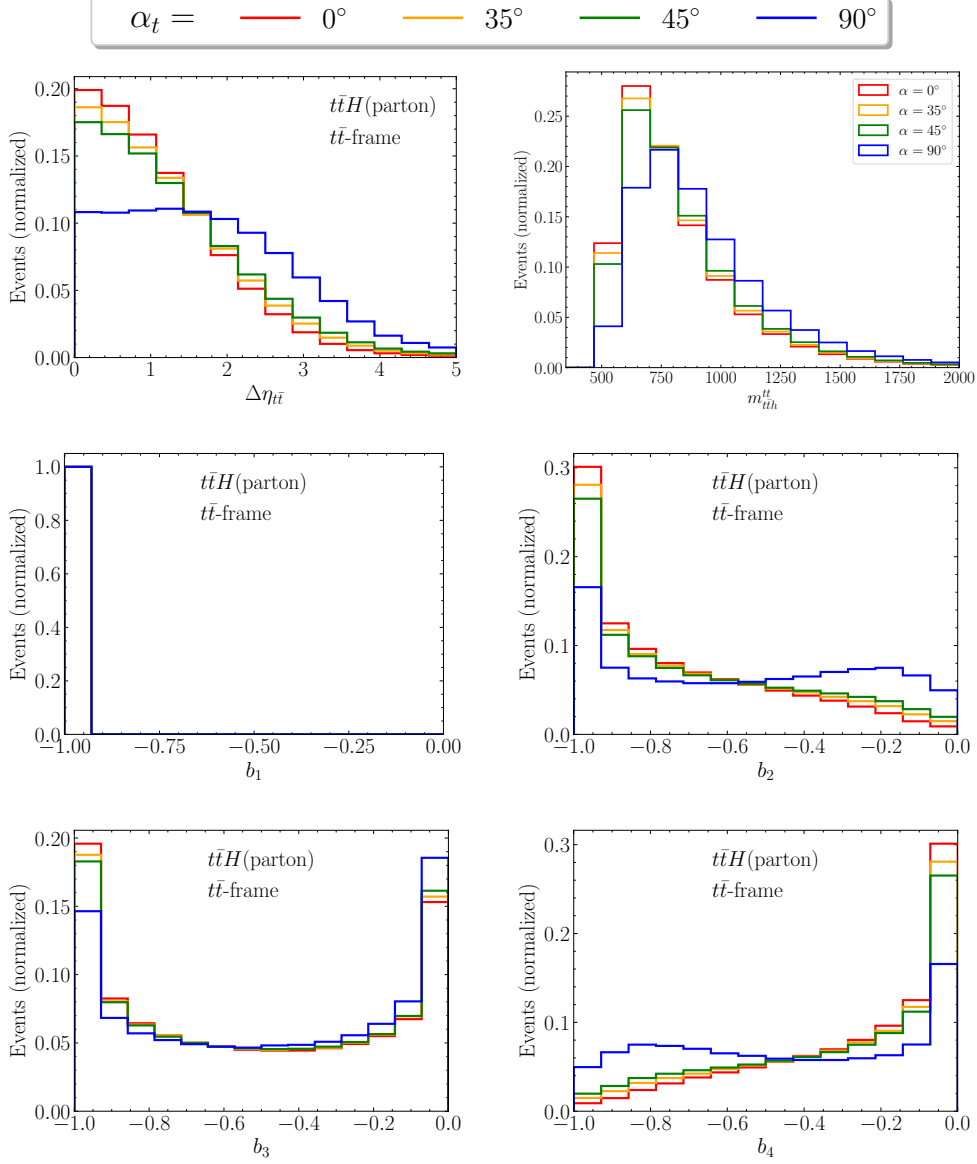 α_t = 0° 35° 45° 90°
Events (normalized)
0.20
0.15
0.10
0.05
0.00
tt̄H(parton)
tt̄-frame
0 1 2 3 4 5
Δη_{tt̄}
Events (normalized)
0.25
0.20
0.15
0.10
0.05
0.00
α = 0°
α = 35°
α = 45°
α = 90°
500 750 1000 1250 1500 1750 2000
m^{tt}_{tt̄h}
Events (normalized)
1.0
0.8
0.6
0.4
0.2
0.0
tt̄H(parton)
tt̄-frame
−1.00 −0.75 −0.50 −0.25 0.00
b_1
Events (normalized)
0.3
0.2
0.1
0.0
tt̄H(parton)
tt̄-frame
−1.0 −0.8 −0.6 −0.4 −0.2 0.0
b_2
Events (normalized)
0.20
0.15
0.10
0.05
0.00
tt̄H(parton)
tt̄-frame
−1.0 −0.8 −0.6 −0.4 −0.2 0.0
b_3
Events (normalized)
0.3
0.2
0.1
0.0
tt̄H(parton)
tt̄-frame
−1.0 −0.8 −0.6 −0.4 −0.2 0.0
b_4